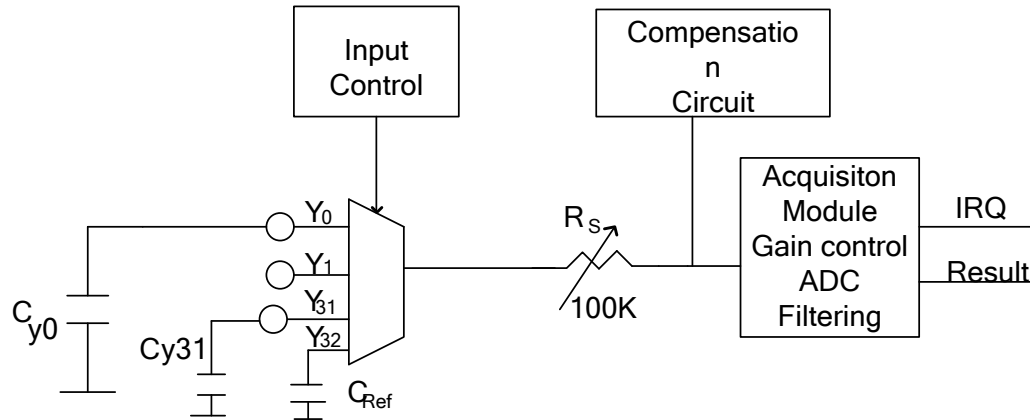 Input
Control
Compensatio
n
Circuit
Acquisiton
Module
Gain control
ADC
Filtering
IRQ
Result
Y0
Y1
Y31
Y32
RS
100K
Cy0
Cy31
CRef